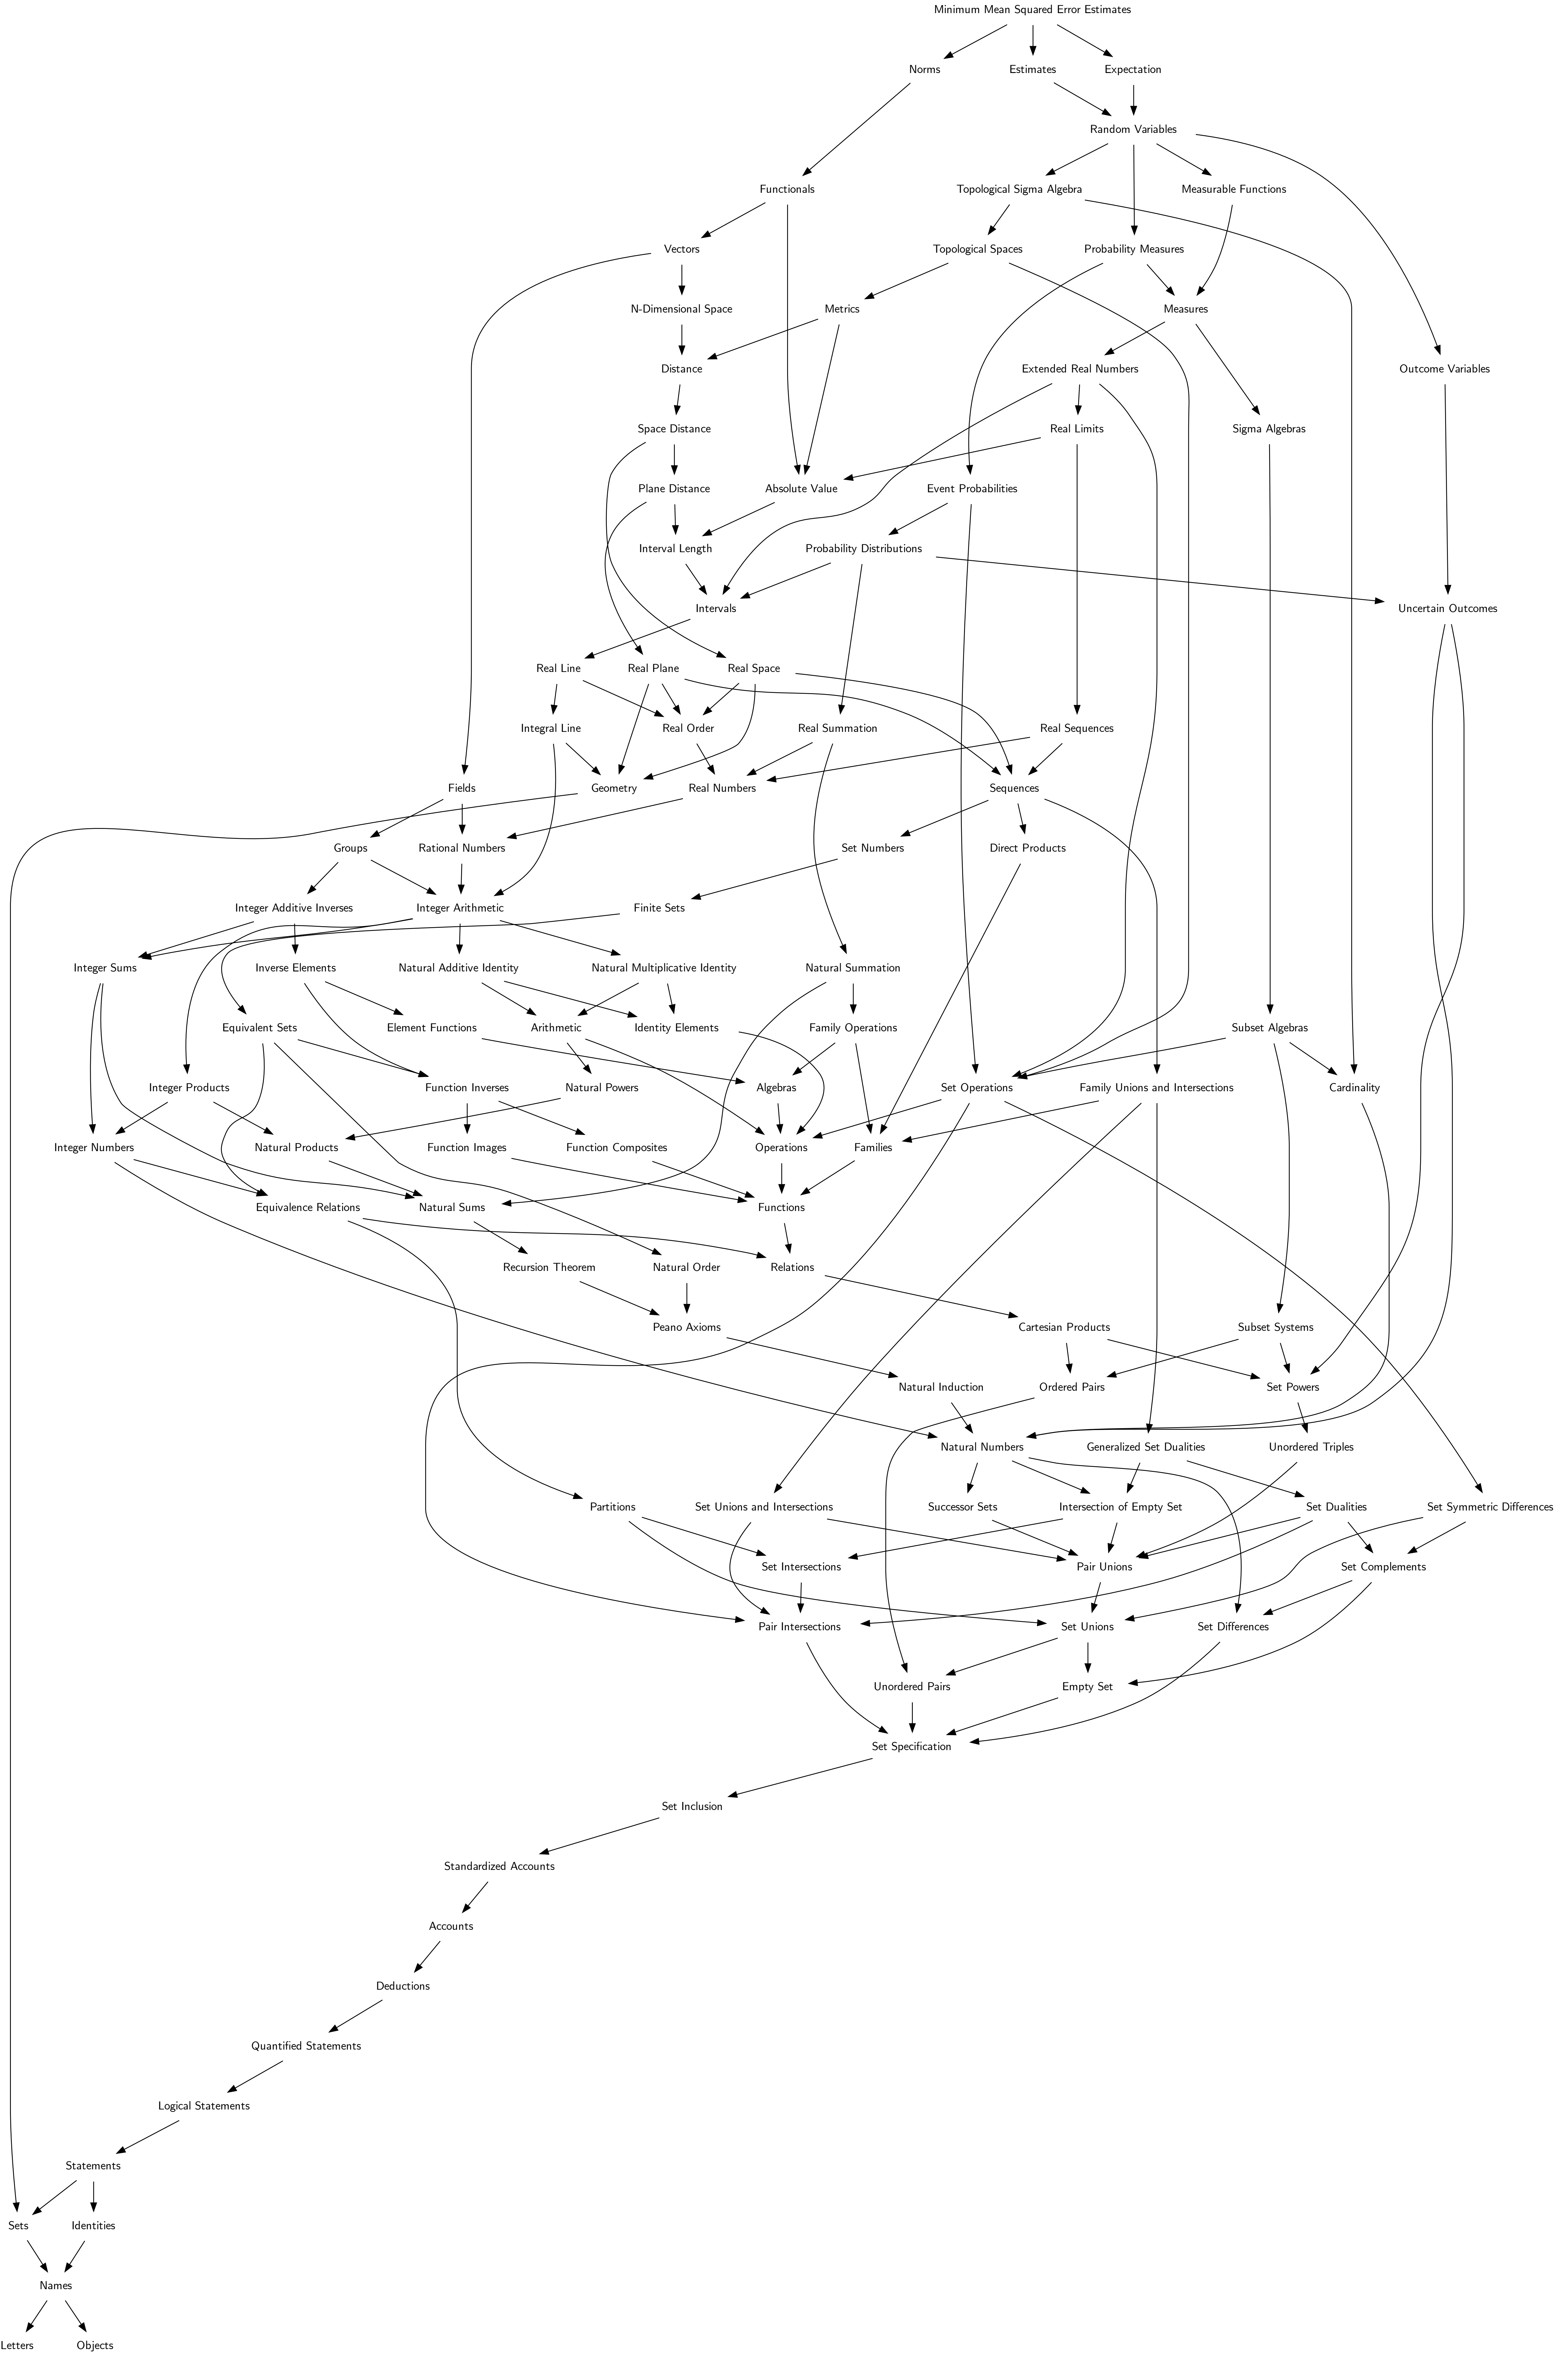 Minimum Mean Squared Error Estimates
Norms
Estimates
Expectation
Random Variables
Functionals
Topological Sigma Algebra
Measurable Functions
Vectors
Topological Spaces
Probability Measures
N-Dimensional Space
Metrics
Measures
Distance
Extended Real Numbers
Outcome Variables
Space Distance
Real Limits
Sigma Algebras
Plane Distance
Absolute Value
Event Probabilities
Interval Length
Probability Distributions
Intervals
Uncertain Outcomes
Real Line
Real Plane
Real Space
Integral Line
Real Order
Real Summation
Real Sequences
Fields
Geometry
Real Numbers
Sequences
Groups
Rational Numbers
Set Numbers
Direct Products
Integer Additive Inverses
Integer Arithmetic
Finite Sets
Integer Sums
Inverse Elements
Natural Additive Identity
Natural Multiplicative Identity
Natural Summation
Equivalent Sets
Element Functions
Arithmetic
Identity Elements
Family Operations
Subset Algebras
Integer Products
Function Inverses
Natural Powers
Algebras
Set Operations
Family Unions and Intersections
Cardinality
Integer Numbers
Natural Products
Function Images
Function Composites
Operations
Families
Equivalence Relations
Natural Sums
Functions
Recursion Theorem
Natural Order
Relations
Peano Axioms
Cartesian Products
Subset Systems
Natural Induction
Ordered Pairs
Set Powers
Natural Numbers
Generalized Set Dualities
Unordered Triples
Partitions
Set Unions and Intersections
Successor Sets
Intersection of Empty Set
Set Dualities
Set Symmetric Differences
Set Intersections
Pair Unions
Set Complements
Pair Intersections
Set Unions
Set Differences
Unordered Pairs
Empty Set
Set Specification
Set Inclusion
Standardized Accounts
Accounts
Deductions
Quantified Statements
Logical Statements
Statements
Sets
Identities
Names
Letters
Objects